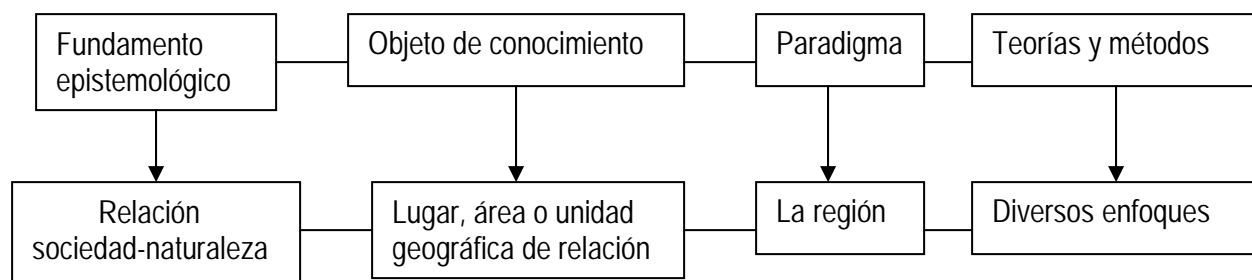 Fundamento
epistemológico
Objeto de conocimiento
Paradigma
Teorías y métodos
Relación
sociedad-naturaleza
Lugar, área o unidad
geográfica de relación
La región
Diversos enfoques